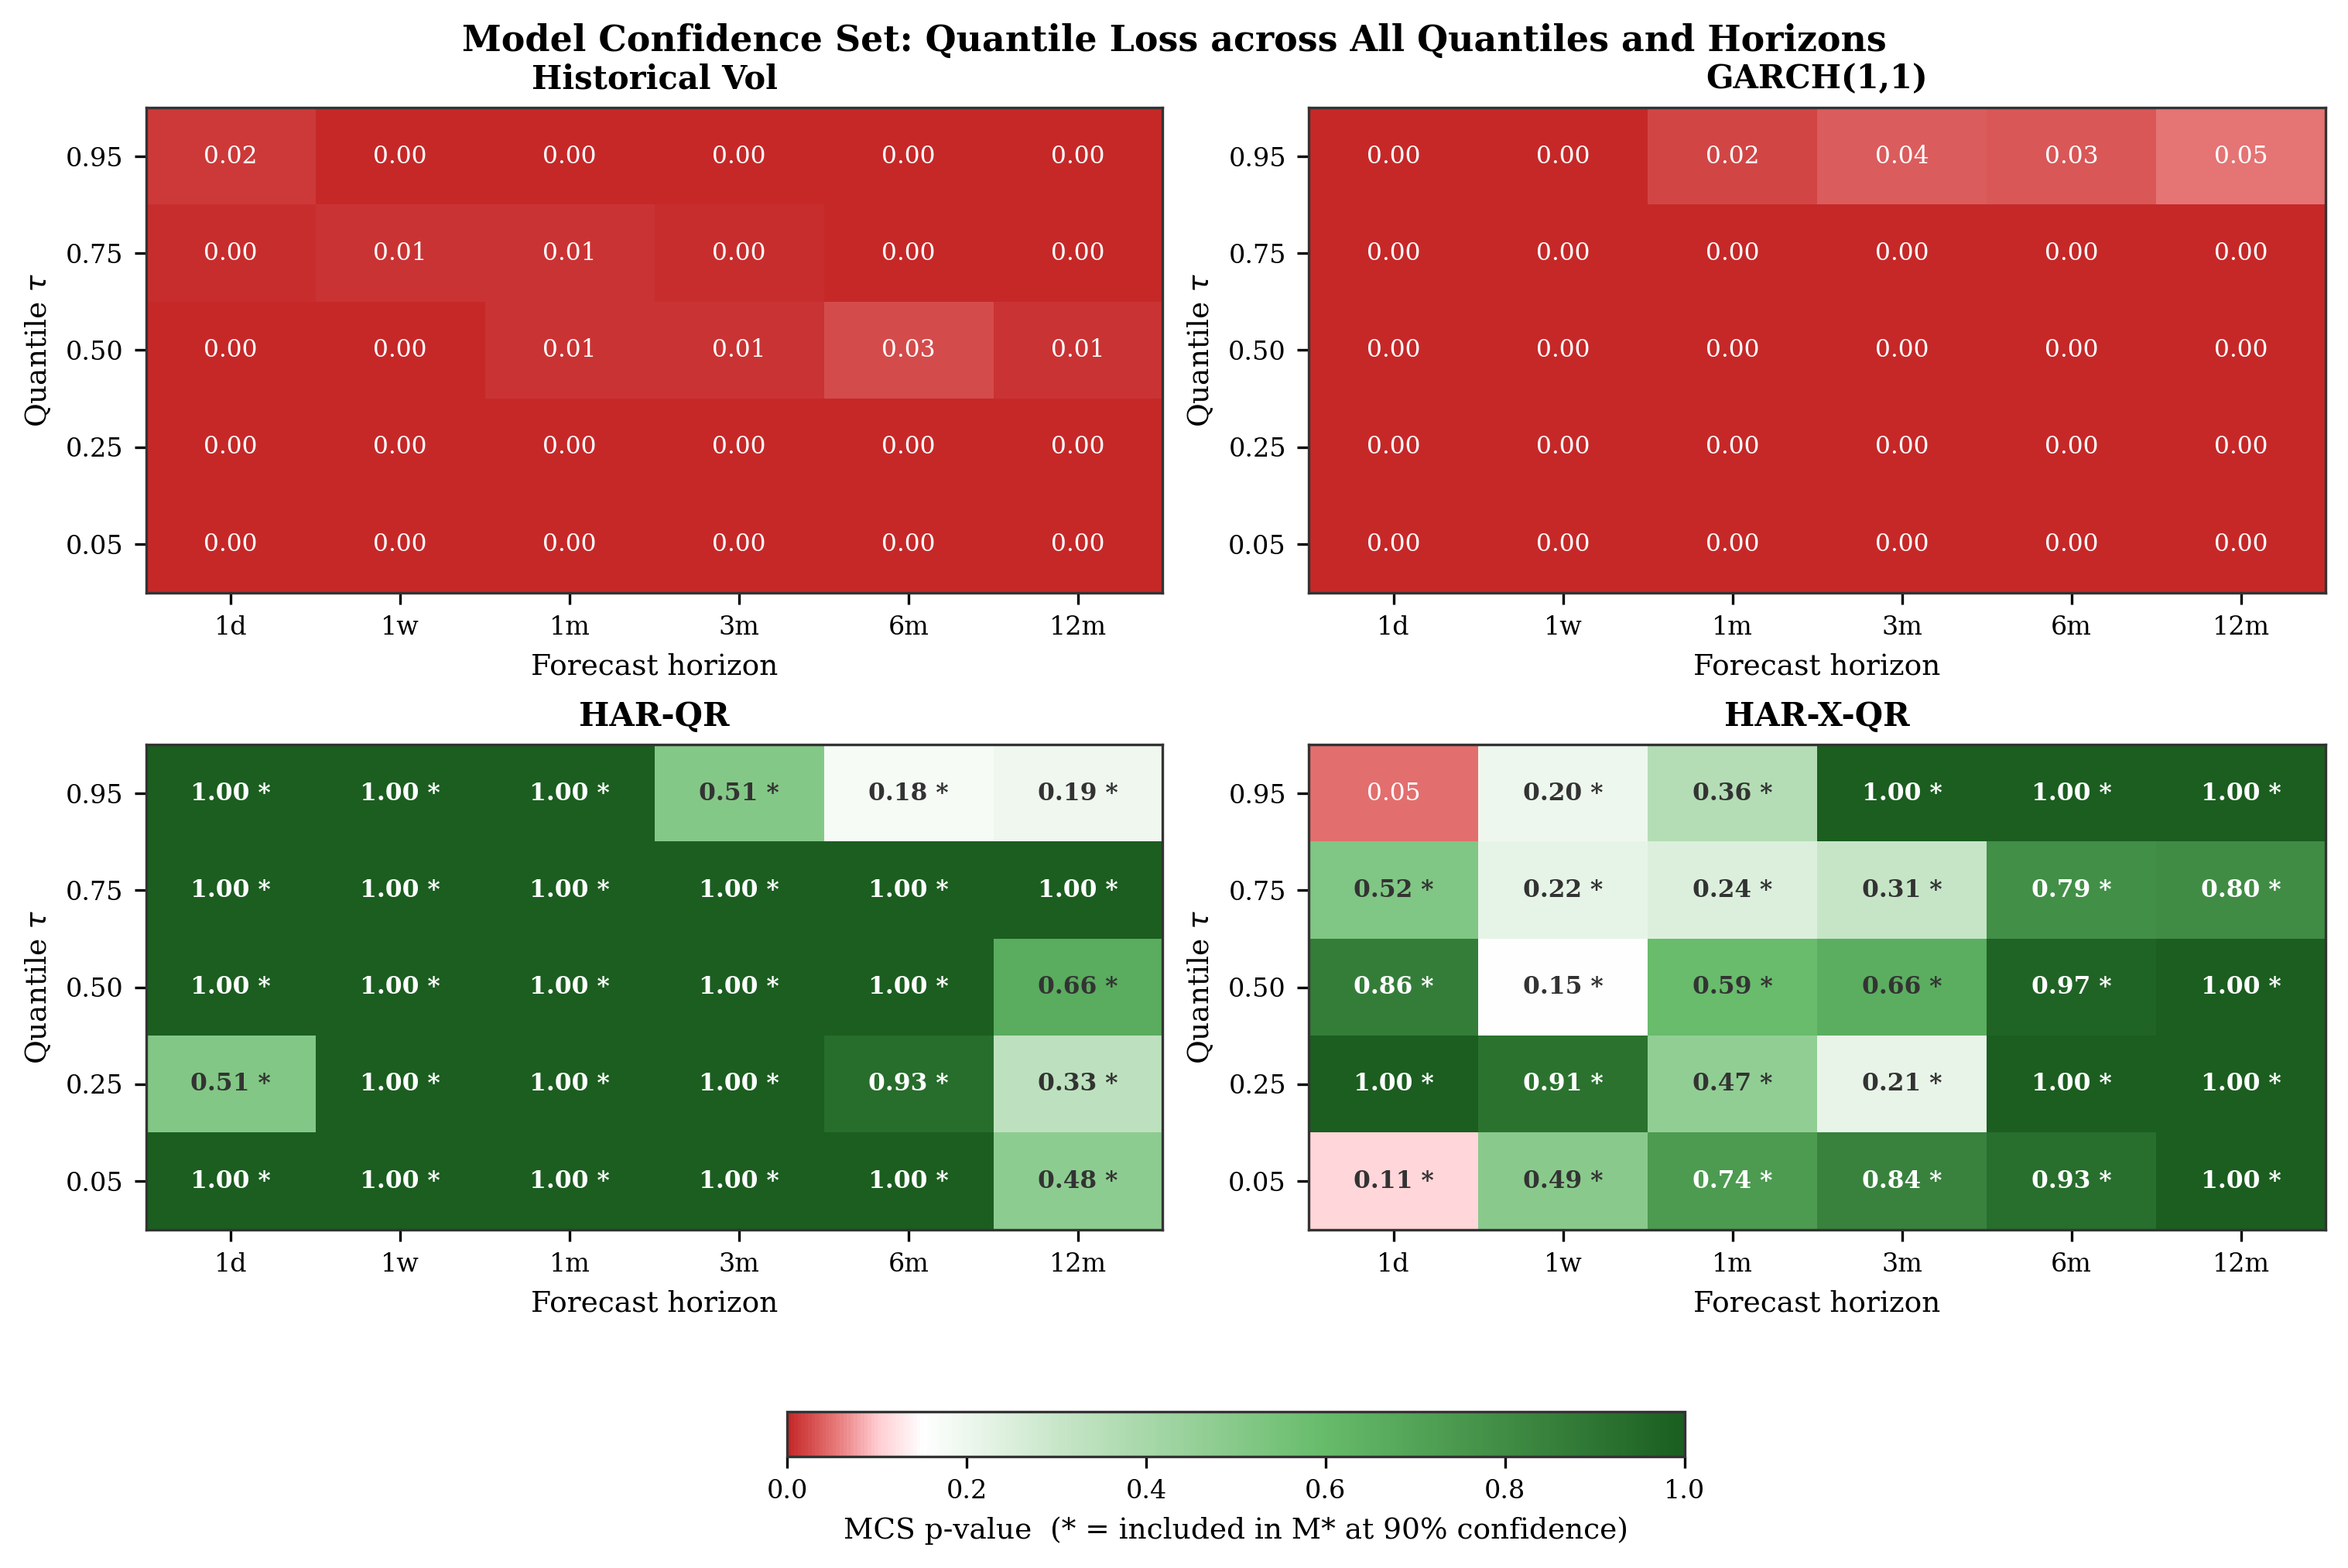 Model Confidence Set: Quantile Loss across All Quantiles and Horizons
Historical Vol
Quantile τ
0.95 0.02 0.00 0.00 0.00 0.00 0.00
0.75 0.00 0.01 0.01 0.00 0.00 0.00
0.50 0.00 0.00 0.01 0.01 0.03 0.01
0.25 0.00 0.00 0.00 0.00 0.00 0.00
0.05 0.00 0.00 0.00 0.00 0.00 0.00
1d 1w 1m 3m 6m 12m
Forecast horizon
GARCH(1,1)
Quantile τ
0.95 0.00 0.00 0.02 0.04 0.03 0.05
0.75 0.00 0.00 0.00 0.00 0.00 0.00
0.50 0.00 0.00 0.00 0.00 0.00 0.00
0.25 0.00 0.00 0.00 0.00 0.00 0.00
0.05 0.00 0.00 0.00 0.00 0.00 0.00
1d 1w 1m 3m 6m 12m
Forecast horizon
HAR-QR
Quantile τ
0.95 1.00 * 1.00 * 1.00 * 0.51 * 0.18 * 0.19 *
0.75 1.00 * 1.00 * 1.00 * 1.00 * 1.00 * 1.00 *
0.50 1.00 * 1.00 * 1.00 * 1.00 * 1.00 * 0.66 *
0.25 0.51 * 1.00 * 1.00 * 1.00 * 0.93 * 0.33 *
0.05 1.00 * 1.00 * 1.00 * 1.00 * 1.00 * 0.48 *
1d 1w 1m 3m 6m 12m
Forecast horizon
HAR-X-QR
Quantile τ
0.95 0.05 0.20 * 0.36 * 1.00 * 1.00 * 1.00 *
0.75 0.52 * 0.22 * 0.24 * 0.31 * 0.79 * 0.80 *
0.50 0.86 * 0.15 * 0.59 * 0.66 * 0.97 * 1.00 *
0.25 1.00 * 0.91 * 0.47 * 0.21 * 1.00 * 1.00 *
0.05 0.11 * 0.49 * 0.74 * 0.84 * 0.93 * 1.00 *
1d 1w 1m 3m 6m 12m
Forecast horizon
0.0 0.2 0.4 0.6 0.8 1.0
MCS p-value (* = included in M* at 90% confidence)